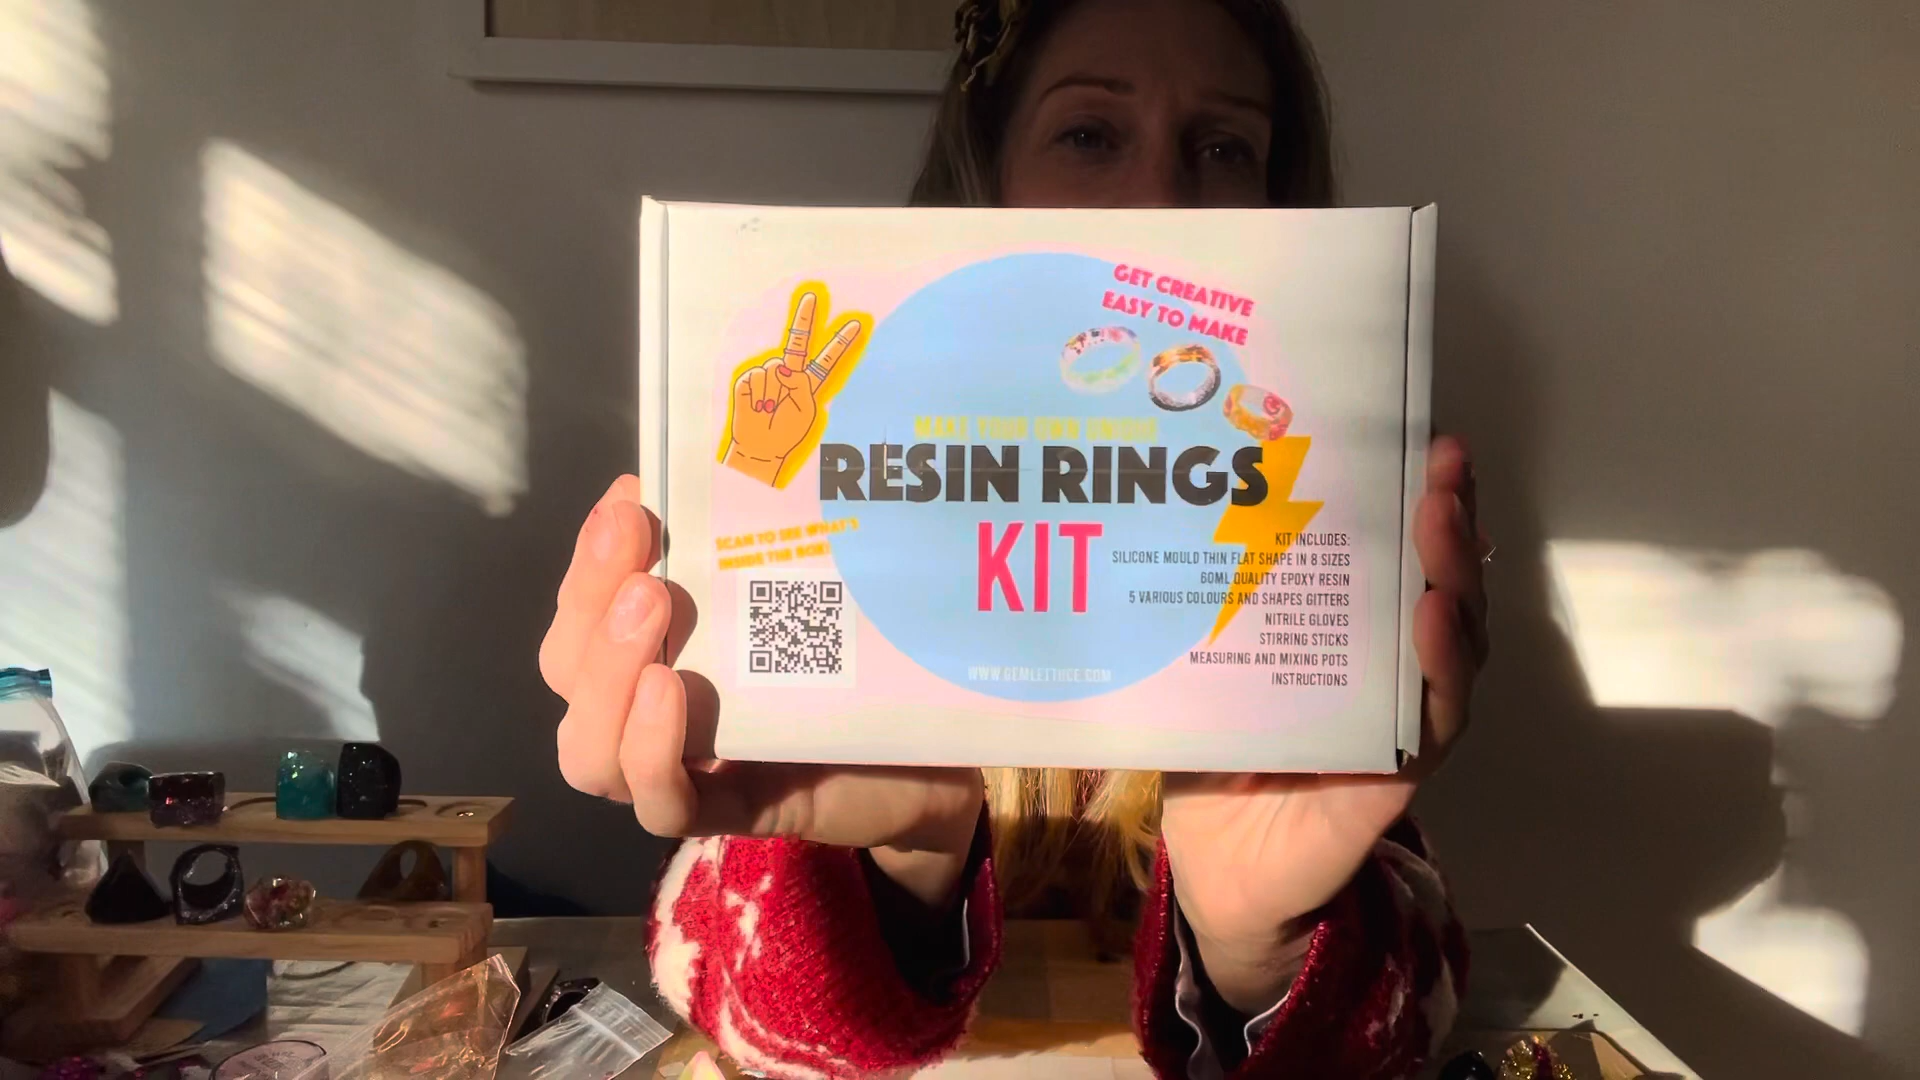 GET CREATIVE
EASY TO MAKE
MAKE YOUR OWN UNIQUE
RESIN RINGS
KIT
SCAN TO SEE WHAT'S
INSIDE THE BOX!
KIT INCLUDES:
SILICONE MOULD THIN FLAT SHAPE IN 8 SIZES
60ML QUALITY EPOXY RESIN
5 VARIOUS COLOURS AND SHAPES GITTERS
NITRILE GLOVES
STIRRING STICKS
MEASURING AND MIXING POTS
INSTRUCTIONS
WWW.GEMLETTUCE.COM